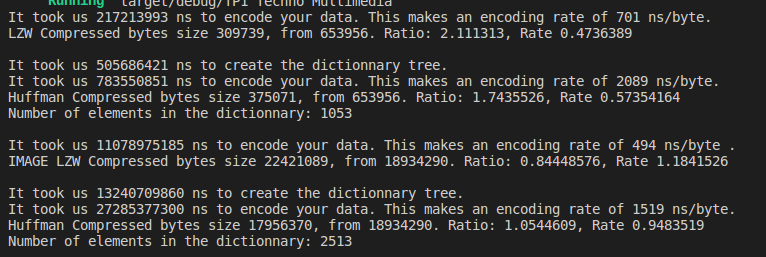 Running `target/debug/TP1 Techno Multimedia`
It took us 217213993 ns to encode your data. This makes an encoding rate of 701 ns/byte.
LZW Compressed bytes size 309739, from 653956. Ratio: 2.111313, Rate 0.4736389
It took us 505686421 ns to create the dictionnary tree.
It took us 783550851 ns to encode your data. This makes an encoding rate of 2089 ns/byte.
Huffman Compressed bytes size 375071, from 653956. Ratio: 1.7435526, Rate 0.57354164
Number of elements in the dictionnary: 1053
It took us 11078975185 ns to encode your data. This makes an encoding rate of 494 ns/byte .
IMAGE LZW Compressed bytes size 22421089, from 18934290. Ratio: 0.84448576, Rate 1.1841526
It took us 13240709860 ns to create the dictionnary tree.
It took us 27285377300 ns to encode your data. This makes an encoding rate of 1519 ns/byte.
Huffman Compressed bytes size 17956370, from 18934290. Ratio: 1.0544609, Rate 0.9483519
Number of elements in the dictionnary: 2513